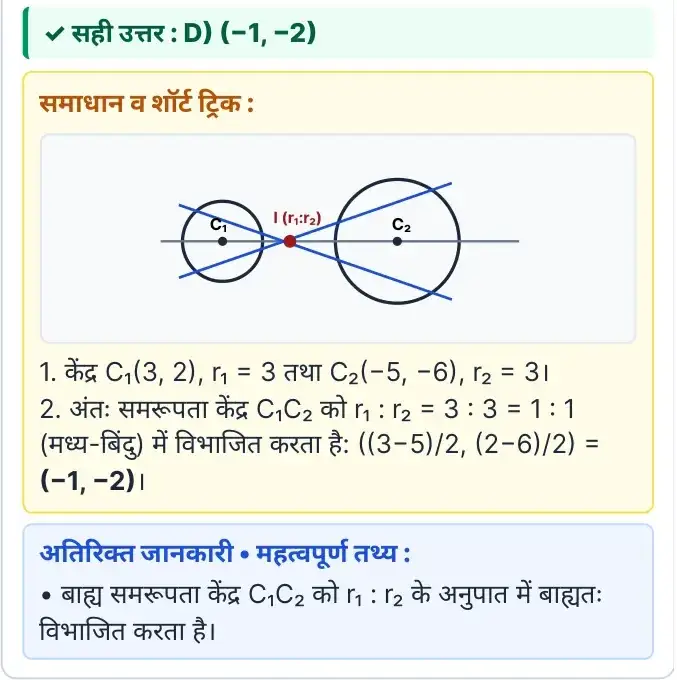 ✓ सही उत्तर : D) (−1, −2)
समाधान व शॉर्ट ट्रिक :
I (r₁:r₂)
C₁
C₂
1. केंद्र C₁(3, 2), r₁ = 3 तथा C₂(−5, −6), r₂ = 3।
2. अंतः समरूपता केंद्र C₁C₂ को r₁ : r₂ = 3 : 3 = 1 : 1
(मध्य-बिंदु) में विभाजित करता है: ((3−5)/2, (2−6)/2) =
(−1, −2)।
अतिरिक्त जानकारी • महत्वपूर्ण तथ्य :
• बाह्य समरूपता केंद्र C₁C₂ को r₁ : r₂ के अनुपात में बाह्यतः
विभाजित करता है।